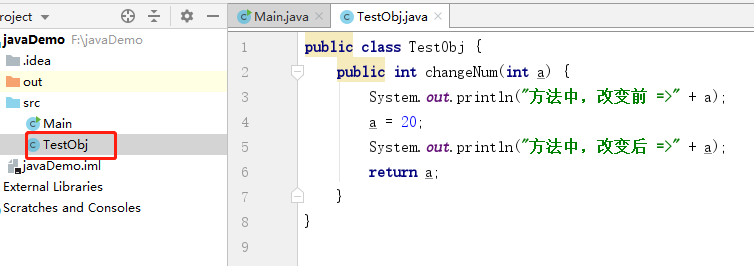 roject
javaDemo F:\javaDemo
.idea
out
src
Main
TestObj
javaDemo.iml
External Libraries
Scratches and Consoles
Main.java
TestObj.java
1 public class TestObj {
2 public int changeNum(int a) {
3 System.out.println("方法中，改变前 =>" + a);
4 a = 20;
5 System.out.println("方法中，改变后 =>" + a);
6 return a;
7 }
8 }
9